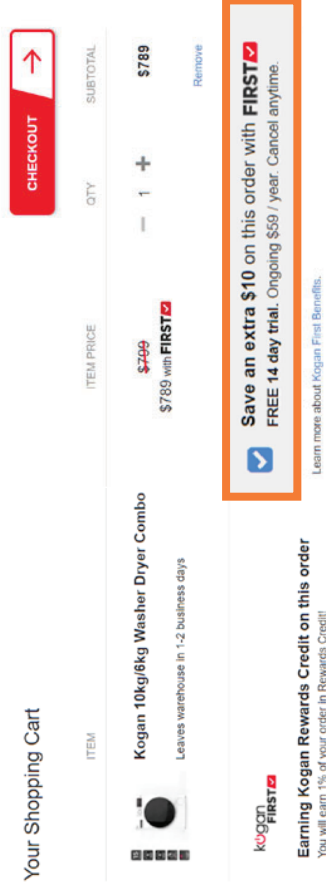 Your Shopping Cart
CHECKOUT
ITEM ITEM PRICE QTY SUBTOTAL
Kogan 10kg/6kg Washer Dryer Combo
$799
1
$789
$789 with FIRST
Leaves warehouse in 1-2 business days
Remove
kogan
FIRST
Save an extra $10 on this order with FIRST
FREE 14 day trial. Ongoing $59 / year. Cancel anytime.
Earning Kogan Rewards Credit on this order
Learn more about Kogan First Benefits.
You will earn 1% of your order in Rewards Credit!